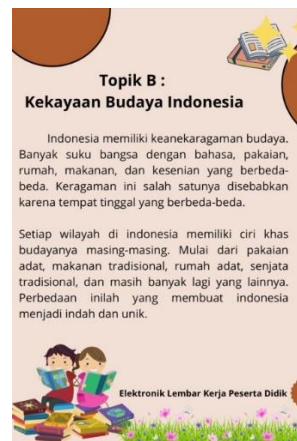 Topik B :
Kekayaan Budaya Indonesia
Indonesia memiliki keanekaragaman budaya.
Banyak suku bangsa dengan bahasa, pakaian,
rumah, makanan, dan kesenian yang berbeda-
beda. Keragaman ini salah satunya disebabkan
karena tempat tinggal yang berbeda-beda.
Setiap wilayah di indonesia memiliki ciri khas
budayanya masing-masing. Mulai dari pakaian
adat, makanan tradisional, rumah adat, senjata
tradisional, dan masih banyak lagi yang lainnya.
Perbedaan inilah yang membuat indonesia
menjadi indah dan unik.
Elektronik Lembar Kerja Peserta Didik